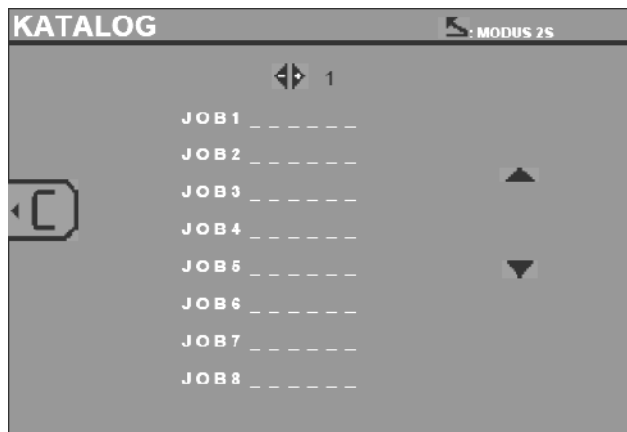 KATALOG
: MODUS 2S
1
JOB1 _ _ _ _ _ _
JOB2 _ _ _ _ _ _
JOB3 _ _ _ _ _ _
JOB4 _ _ _ _ _ _
JOB5 _ _ _ _ _ _
JOB6 _ _ _ _ _ _
JOB7 _ _ _ _ _ _
JOB8 _ _ _ _ _ _